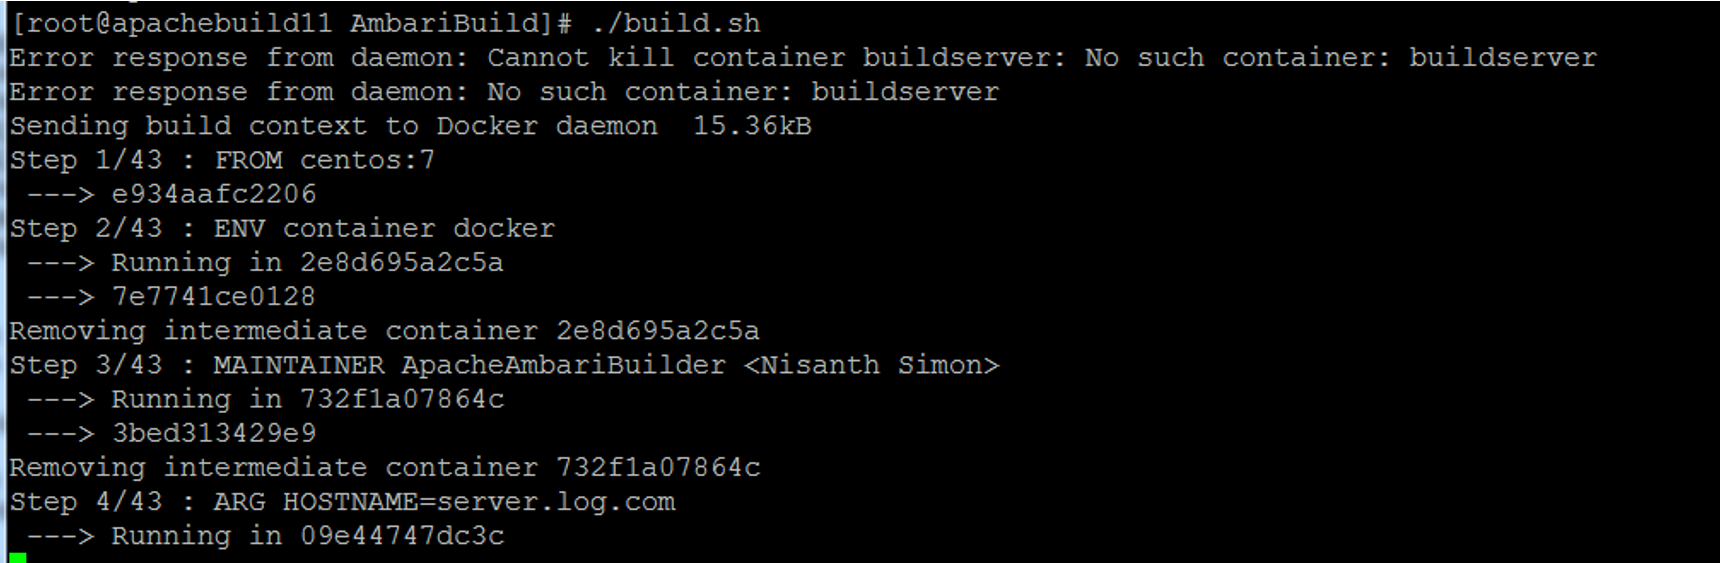 [root@apachebuild11 AmbariBuild]# ./build.sh
Error response from daemon: Cannot kill container buildserver: No such container: buildserver
Error response from daemon: No such container: buildserver
Sending build context to Docker daemon  15.36kB
Step 1/43 : FROM centos:7
 ---> e934aafc2206
Step 2/43 : ENV container docker
 ---> Running in 2e8d695a2c5a
 ---> 7e7741ce0128
Removing intermediate container 2e8d695a2c5a
Step 3/43 : MAINTAINER ApacheAmbariBuilder <Nisanth Simon>
 ---> Running in 732f1a07864c
 ---> 3bed313429e9
Removing intermediate container 732f1a07864c
Step 4/43 : ARG HOSTNAME=server.log.com
 ---> Running in 09e44747dc3c